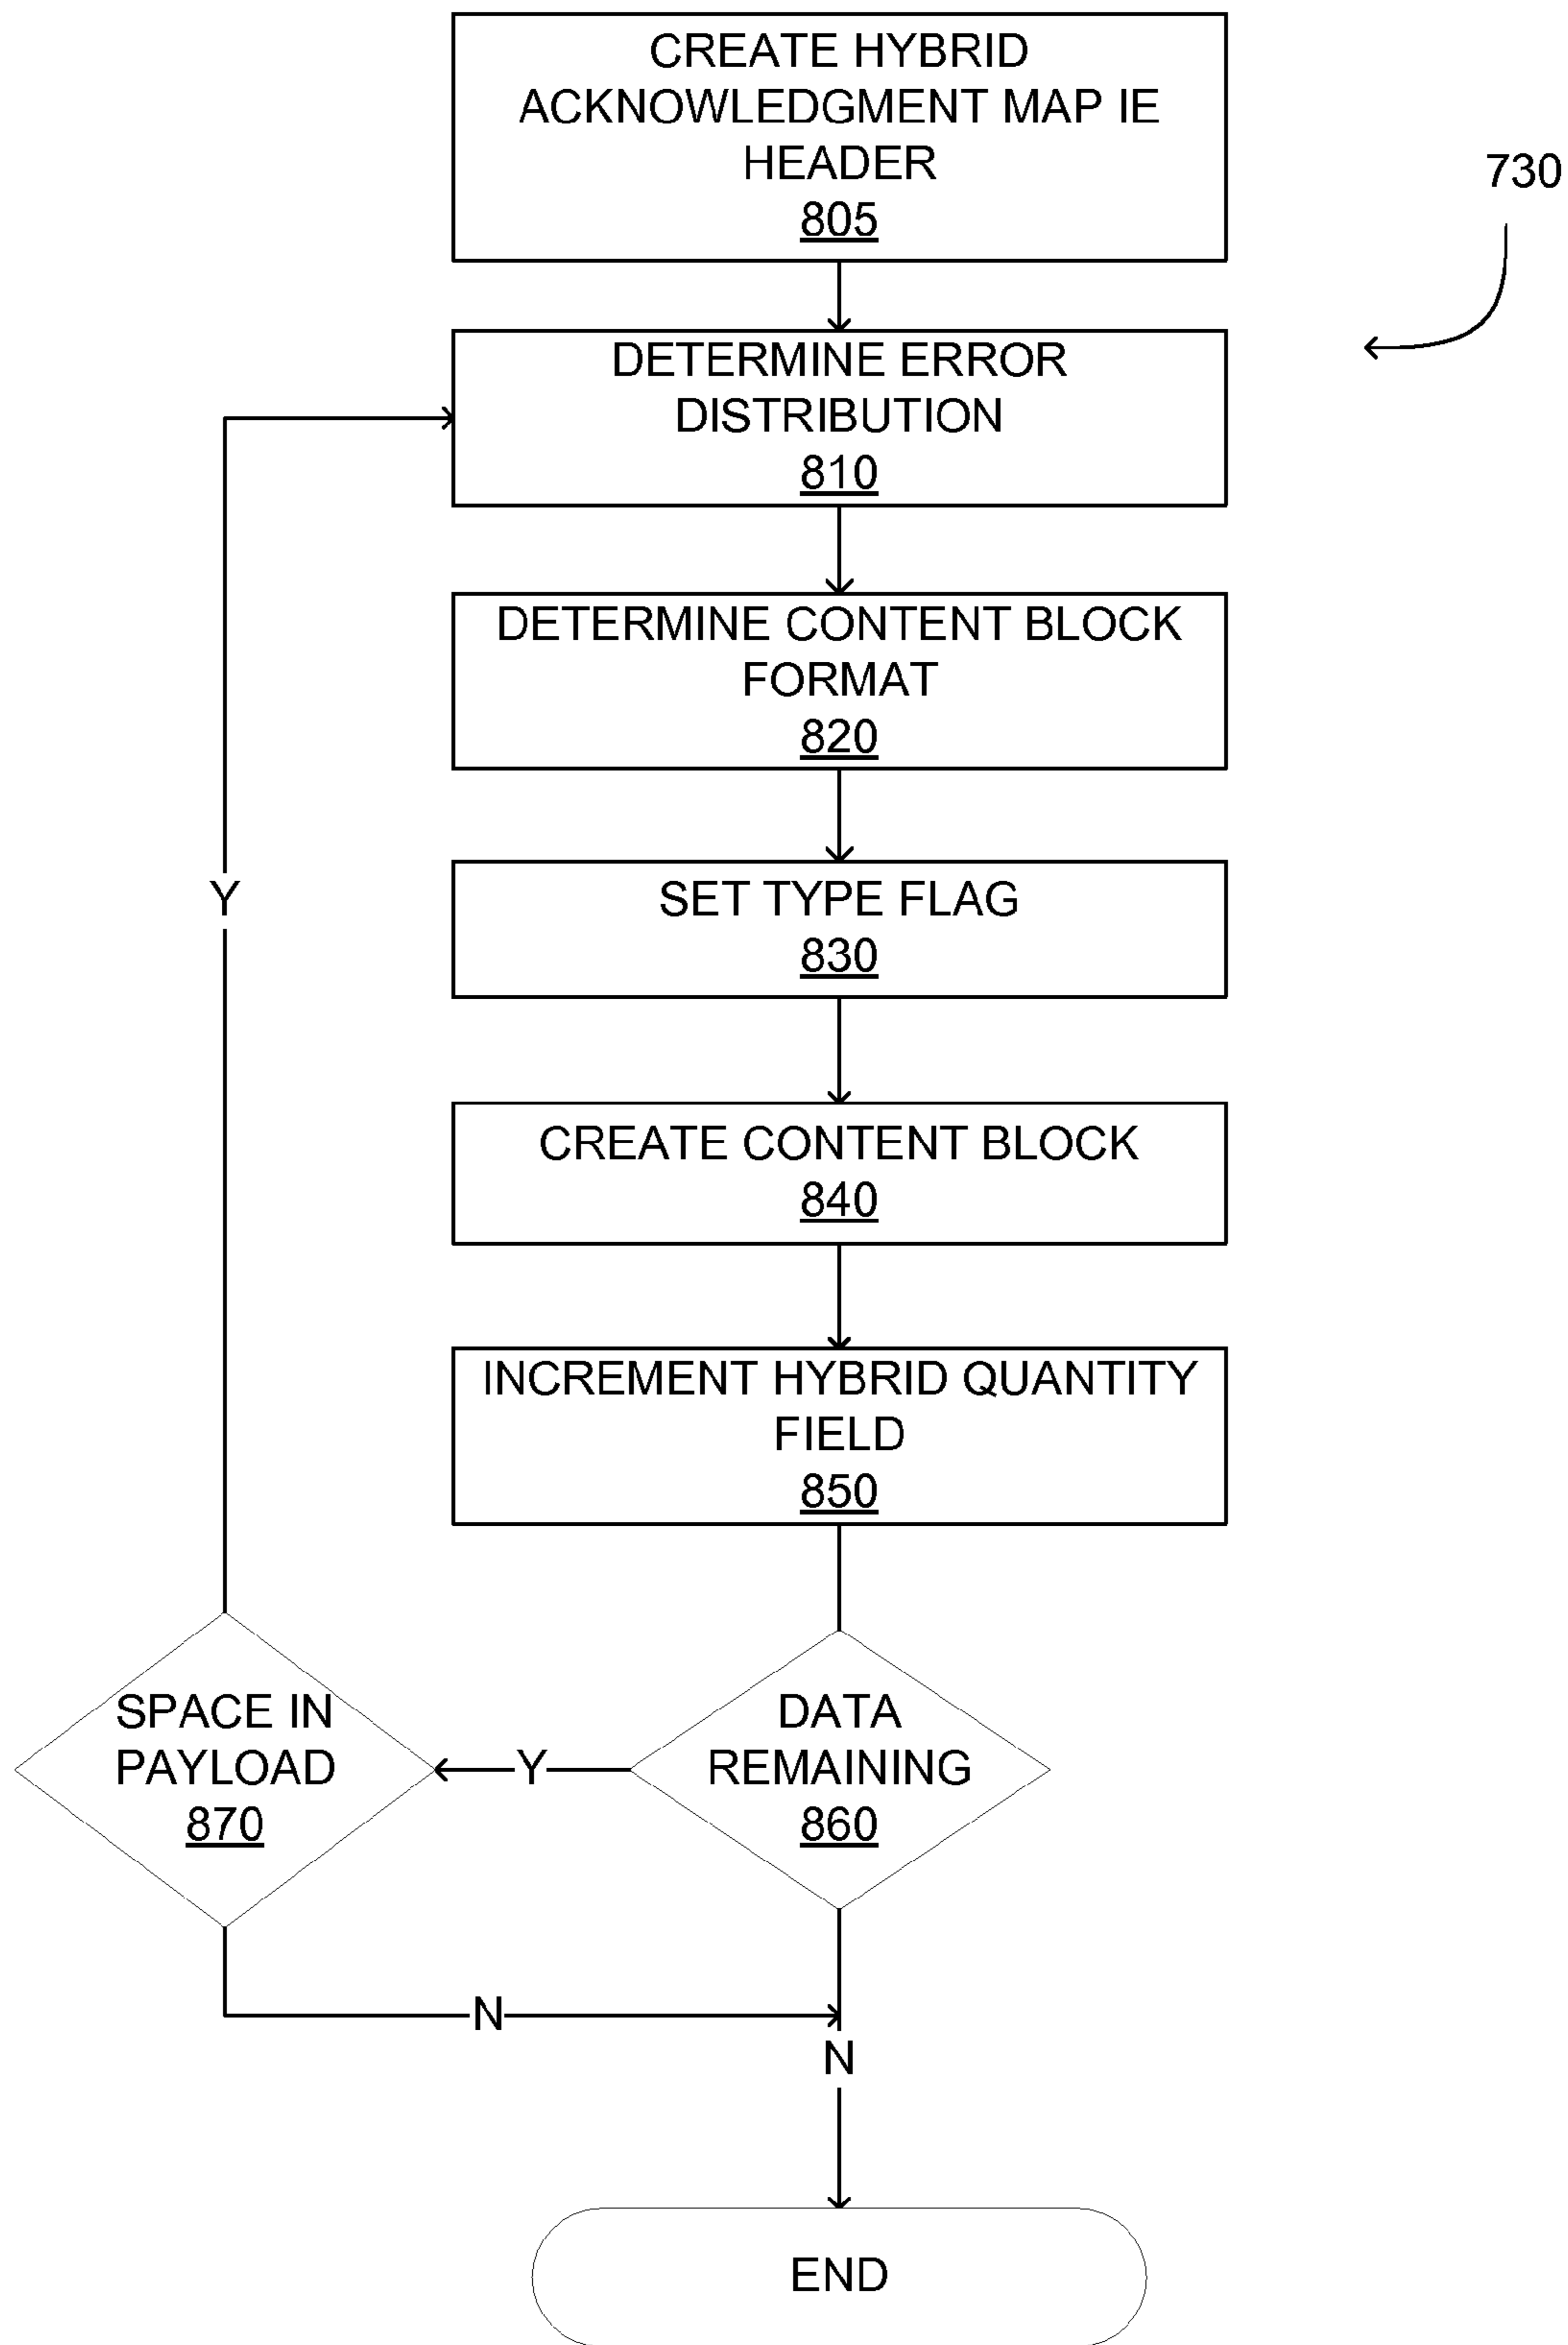 CREATE HYBRID
ACKNOWLEDGMENT MAP IE
HEADER
805
730
DETERMINE ERROR
DISTRIBUTION
810
DETERMINE CONTENT BLOCK
FORMAT
820
Y
SET TYPE FLAG
830
CREATE CONTENT BLOCK
840
INCREMENT HYBRID QUANTITY
FIELD
850
SPACE IN
PAYLOAD
870
Y
DATA
REMAINING
860
N
N
END